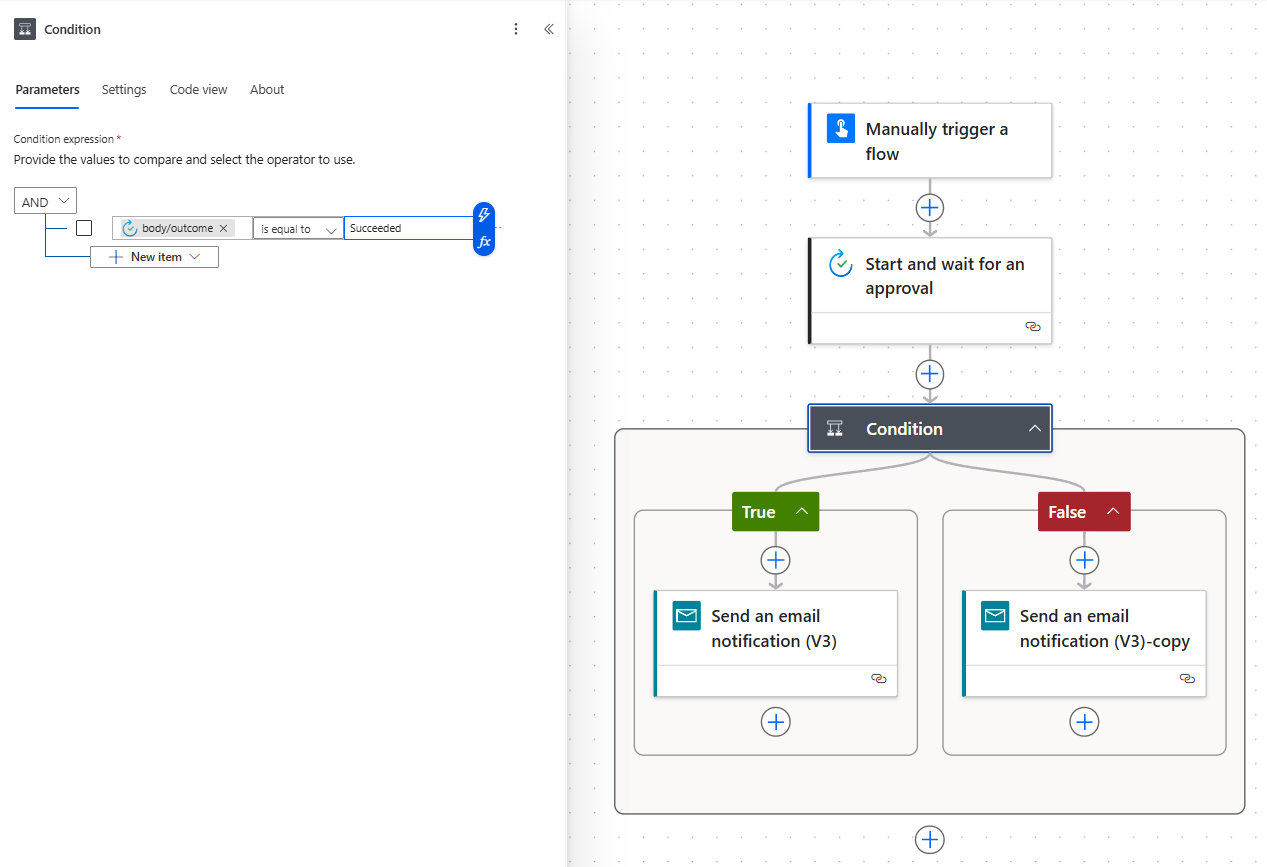 Condition
Parameters Settings Code view About
Condition expression *
Provide the values to compare and select the operator to use.
AND
body/outcome is equal to Succeeded
fx
New item
Manually trigger a
flow
Start and wait for an
approval
Condition
True
False
Send an email
notification (V3)
Send an email
notification (V3)-copy